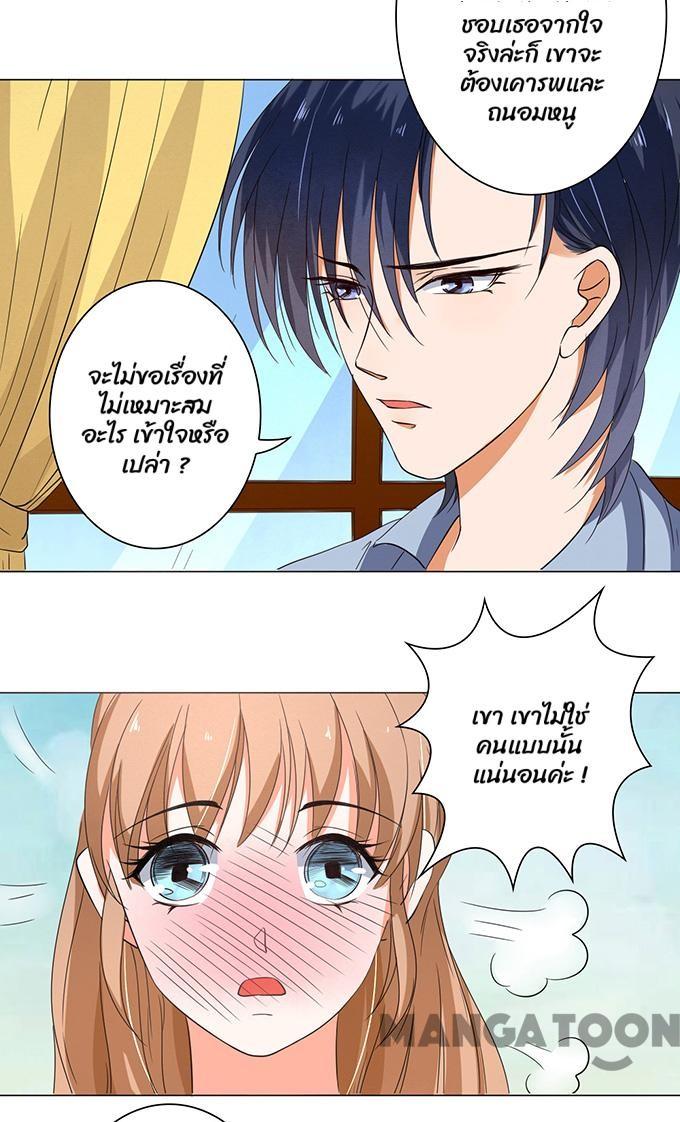 ชอบเธอจากใจ
จริงล่ะก็ เขาจะ
ต้องเคารพและ
ถนอมหนู
จะไม่ขอเรื่องที่
ไม่เหมาะสม
อะไร เข้าใจหรือ
เปล่า ?
เขา เขาไม่ใช่
คนแบบนั้น
แน่นอนค่ะ !
MANGATOON